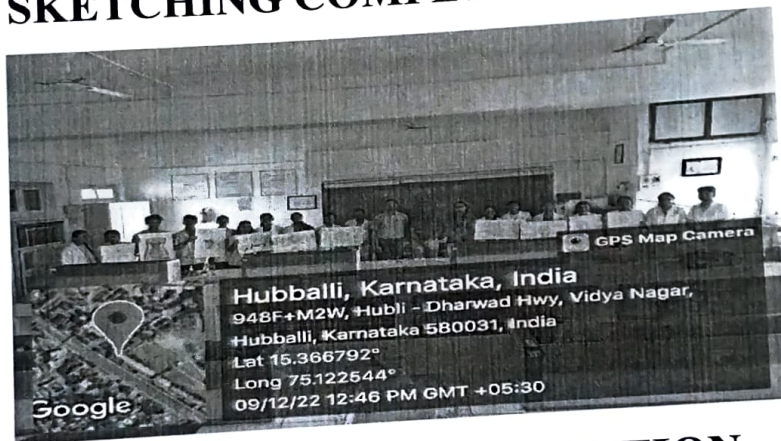 SKETCHING
GPS Map Camera
Hubballi, Karnataka, India
948F+M2W, Hubli - Dharwad Hwy, Vidya Nagar,
Hubballi, Karnataka 580031, India
Lat 15.366792°
Long 75.122544°
09/12/22 12:46 PM GMT +05:30
Google